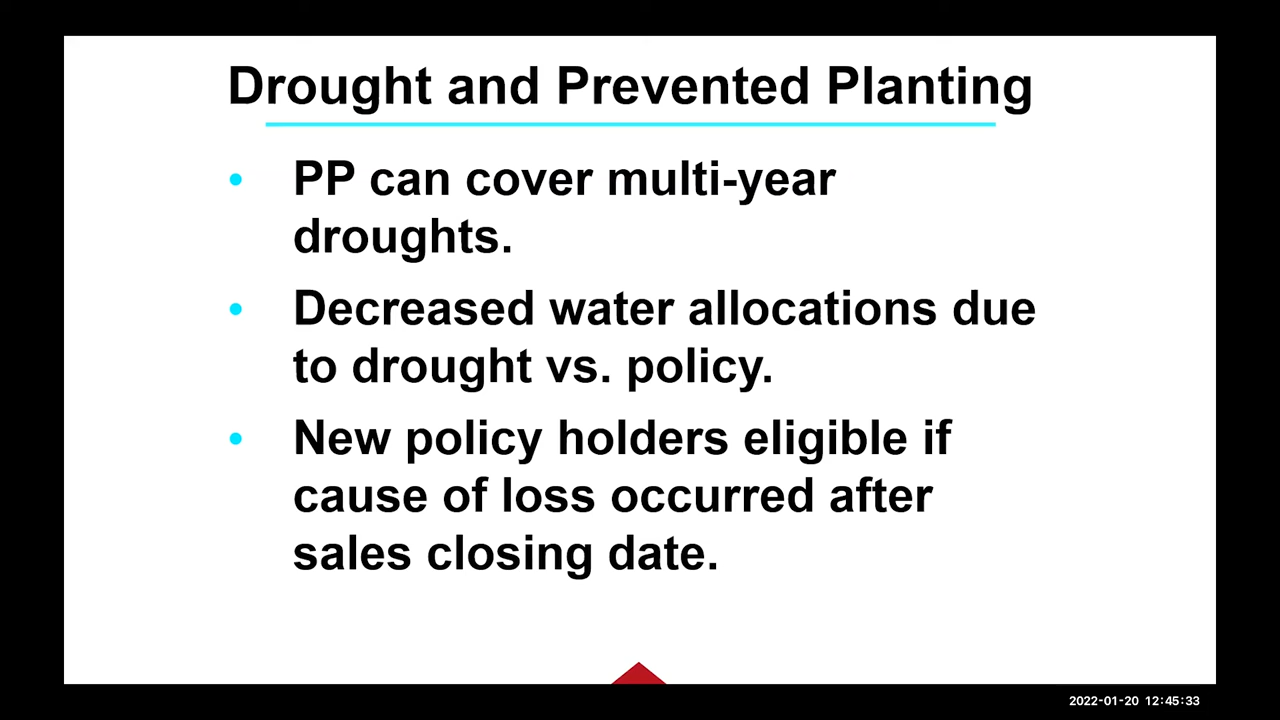 Drought and Prevented Planting
• PP can cover multi-year
droughts.
• Decreased water allocations due
to drought vs. policy.
• New policy holders eligible if
cause of loss occurred after
sales closing date.
2022-01-20 12:45:33